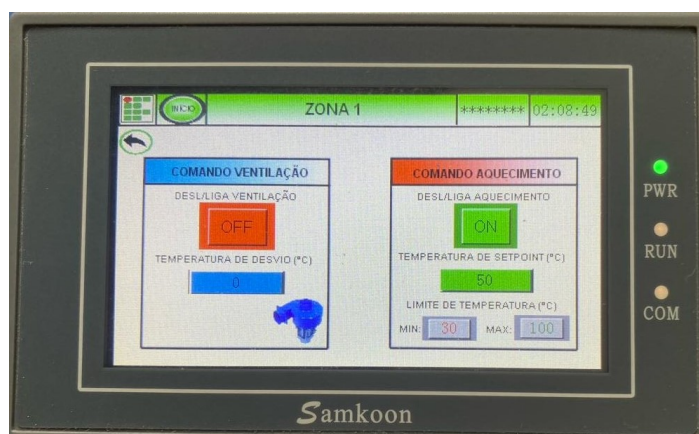 INÍCIO ZONA 1 ******** 02:08:49
COMANDO VENTILAÇÃO
DESL/LIGA VENTILAÇÃO
OFF
TEMPERATURA DE DESVIO (°C)
0
COMANDO AQUECIMENTO
DESL/LIGA AQUECIMENTO
ON
TEMPERATURA DE SETPOINT (°C)
50
LIMITE DE TEMPERATURA (°C)
MIN: 30 MAX: 100
PWR
RUN
COM
Samkoon